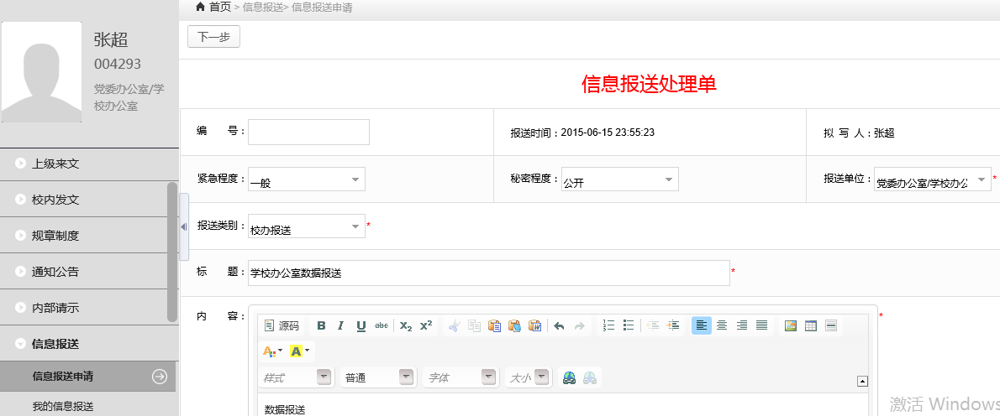 首页 > 信息报送> 信息报送申请
张超
004293
党委办公室/学
校办公室
上级来文
校内发文
规章制度
通知公告
内部请示
信息报送
信息报送申请
我的信息报送
下一步
信息报送处理单
编 号：
报送时间：2015-06-15 23:55:23
拟 写 人：张超
紧急程度：一般
秘密程度：公开
报送单位：党委办公室/学校办公 *
报送类别：校办报送 *
标 题：学校办公室数据报送 *
内 容： *
源码 B I U abc X2 X2
A A
样式 普通 字体 大小
数据报送
激活 Windows